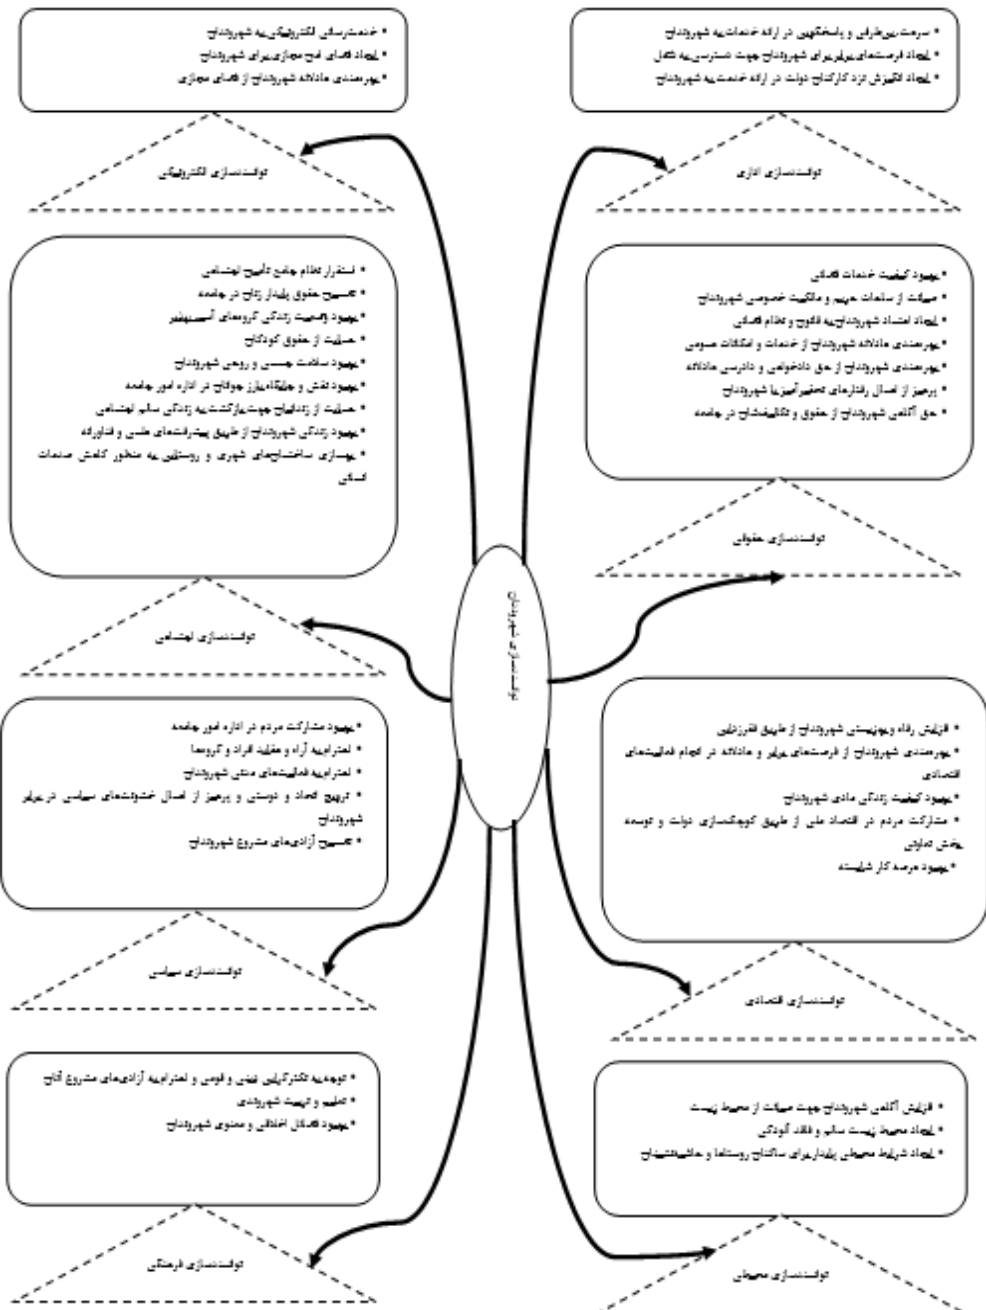 • سرعت، بی‌طرفی و پاسخگویی در ارائه خدمات به شهروندان
• ایجاد فرصت‌های برابر برای شهروندان جهت دسترسی به شغل
• ایجاد انگیزش نزد کارکنان دولت در ارائه خدمت به شهروندان
توانمندسازی اداری
• خدمت‌رسانی الکترونیکی به شهروندان
• ایجاد فضای امن مجازی برای شهروندان
• بهره‌مندی عادلانه شهروندان از فضای مجازی
توانمندسازی الکترونیکی
• بهبود کیفیت خدمات قضائی
• صیانت از ساحات حریم و مالکیت خصوصی شهروندان
• ایجاد اعتماد شهروندان به قانون و نظام قضائی
• بهره‌مندی عادلانه شهروندان از خدمات و امکانات عمومی
• بهره‌مندی شهروندان از حق دادخواهی و دادرسی عادلانه
• پرهیز از اعمال رفتارهای تحقیرآمیز با شهروندان
• حق آگاهی شهروندان از حقوق و تکالیفشان در جامعه
توانمندسازی حقوقی
• استقرار نظام جامع تأمین اجتماعی
• تضمین حقوق پایدار زنان در جامعه
• بهبود وضعیت زندگی گروه‌های آسیب‌پذیر
• حمایت از حقوق کودکان
• بهبود سلامت جسمی و روحی شهروندان
• بهبود نقش و جایگاه بارز جوانان در اداره امور جامعه
• حمایت از زندانیان جهت بازگشت به زندگی سالم اجتماعی
• بهبود زندگی شهروندان از طریق پیشرفت‌های علمی و فناورانه
• بهسازی ساختمان‌های شهری و روستایی به منظور کاهش صدمات
انسانی
توانمندسازی اجتماعی
توانمندسازی شهروندان
• افزایش رفاه و بهزیستی شهروندان از طریق فقرزدایی
• بهره‌مندی شهروندان از فرصت‌های برابر و عادلانه در انجام فعالیت‌های
اقتصادی
• بهبود کیفیت زندگی مادی شهروندان
• مشارکت مردم در اقتصاد ملی از طریق کوچک‌سازی دولت و توسعه
بخش تعاونی
• بهبود عرصه کار شایسته
توانمندسازی اقتصادی
• بهبود مشارکت مردم در اداره امور جامعه
• احترام به آراء و عقاید افراد و گروه‌ها
• احترام به فعالیت‌های مدنی شهروندان
• ترویج اتحاد و دوستی و پرهیز از اعمال خشونت‌های سیاسی در برابر
شهروندان
• تضمین آزادی‌های مشروع شهروندان
توانمندسازی سیاسی
• افزایش آگاهی شهروندان جهت صیانت از محیط زیست
• ایجاد محیط زیست سالم و فاقد آلودگی
• ایجاد شرایط محیطی پایدار برای ساکنان روستاها و حاشیه‌نشینان
توانمندسازی محیطی
• توجه به تکثرگرایی دینی و قومی و احترام به آزادی‌های مشروع آنان
• تعلیم و تربیت شهروندی
• بهبود فضائل اخلاقی و معنوی شهروندان
توانمندسازی فرهنگی